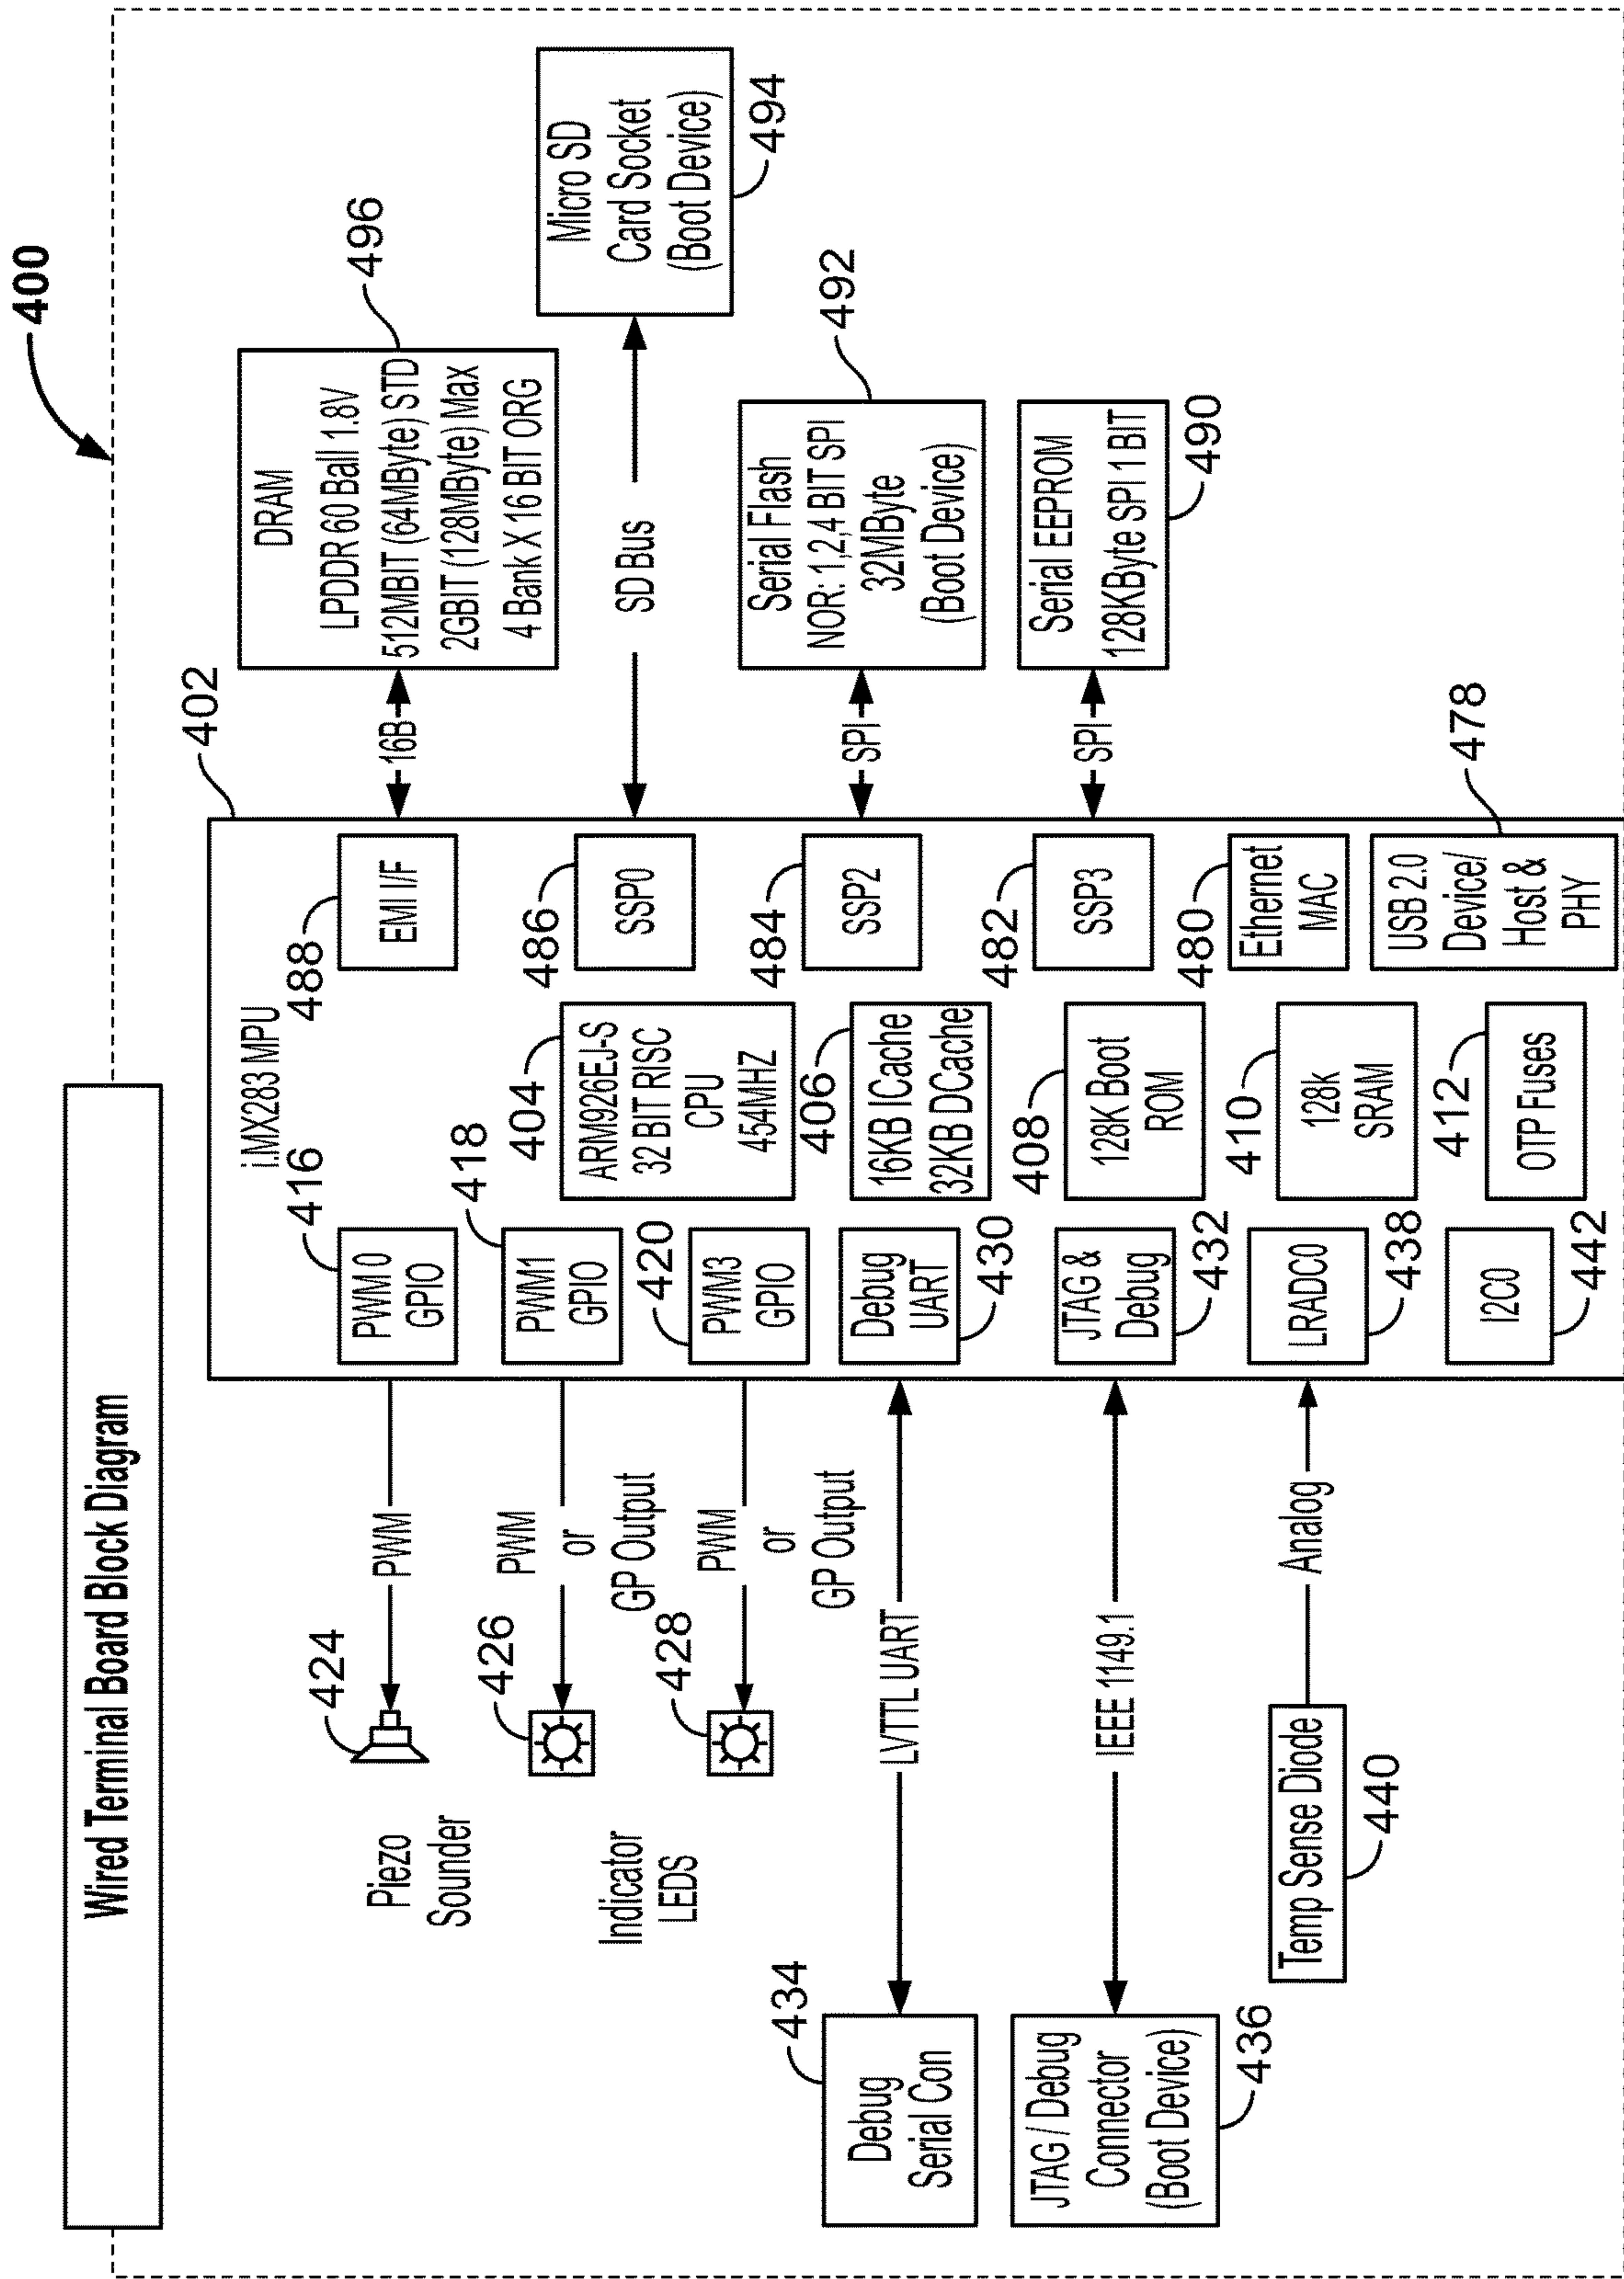 Wired Terminal Board Block Diagram
400
402
i.MX283 MPU
416
PWM 0
GPIO
418
PWM1
GPIO
420
PWM3
GPIO
Debug
UART
430
JTAG &
Debug
432
LRADC0
438
I2C0
442
404
ARM926EJ-S
32 BIT RISC
CPU
454MHZ
406
16KB ICache
32KB DCache
408
128K Boot
ROM
410
128k
SRAM
412
OTP Fuses
488
EMI I/F
486
SSP0
484
SSP2
482
SSP3
480
Ethernet
MAC
478
USB 2.0
Device/
Host &
PHY
424
Piezo
Sounder
PWM
426
Indicator
LEDS
PWM
or
GP Output
428
PWM
or
GP Output
434
Debug
Serial Con
LVTTL UART
JTAG / Debug
Connector
(Boot Device)
436
IEEE 1149.1
Temp Sense Diode
440
Analog
16B
DRAM
LPDDR 60 Ball 1.8V
512MBIT (64MByte) STD
2GBIT (128MByte) Max
4 Bank X 16 BIT ORG
496
SD Bus
Micro SD
Card Socket
(Boot Device)
494
SPI
Serial Flash
NOR: 1,2,4 BIT SPI
32MByte
(Boot Device)
492
SPI
Serial EEPROM
128KByte SPI 1 BIT
490